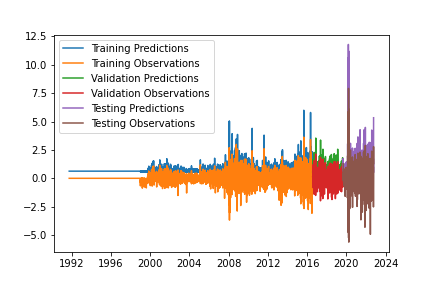 12.5
10.0
7.5
5.0
2.5
0.0
−2.5
−5.0
Training Predictions
Training Observations
Validation Predictions
Validation Observations
Testing Predictions
Testing Observations
1992 1996 2000 2004 2008 2012 2016 2020 2024